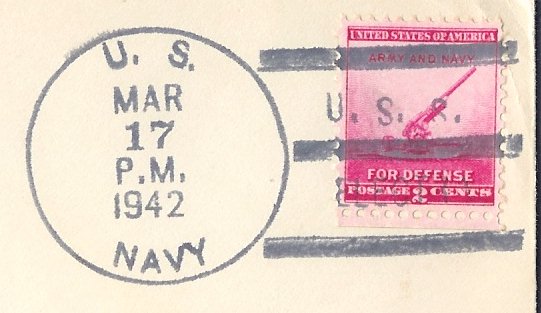 U. S.
MAR
17
P.M.
1942
NAVY
UNITED STATES OF AMERICA
ARMY AND NAVY
U. S. S.
FOR DEFENSE
POSTAGE 2 CENTS